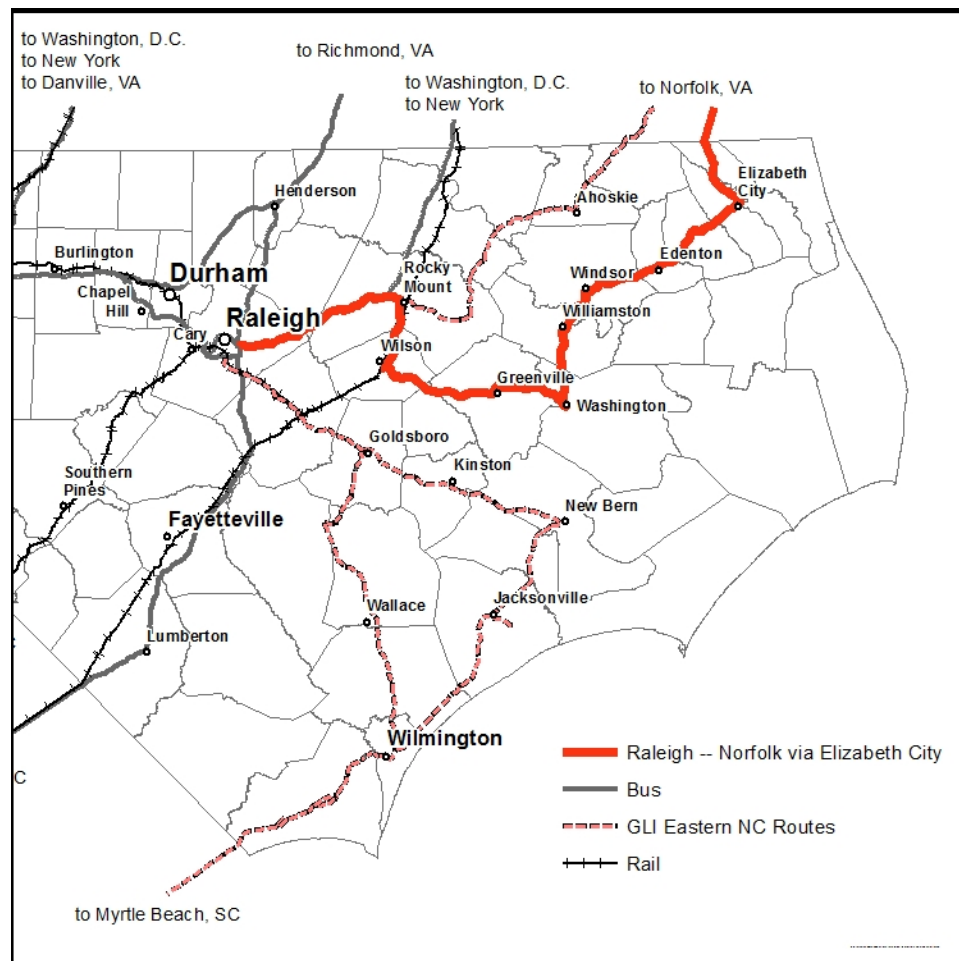 to Washington, D.C.
to New York
to Danville, VA
to Richmond, VA
to Washington, D.C.
to New York
to Norfolk, VA
Elizabeth
City
Henderson
Ahoskie
Burlington
Durham
Rocky
Mount
Edenton
Windsor
Chapel
Hill
Raleigh
Williamston
Cary
Wilson
Greenville
Washington
Goldsboro
Kinston
Southern
Pines
New Bern
Fayetteville
Wallace
Jacksonville
Lumberton
Wilmington
Raleigh -- Norfolk via Elizabeth City
C
Bus
GLI Eastern NC Routes
Rail
to Myrtle Beach, SC